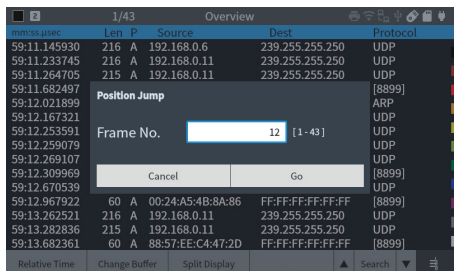 2 1/43 Overview
mm:ss.µsec Len P Source Dest Protocol
59:11.145930 216 A 192.168.0.6 239.255.255.250 UDP
59:11.233745 216 A 192.168.0.11 239.255.255.250 UDP
59:11.264705 215 A 192.168.0.11 239.255.255.250 UDP
59:11.682497 [8899]
59:12.021899 ARP
59:12.167321 UDP
59:12.253591 UDP
59:12.259079 UDP
59:12.269107 UDP
59:12.309969 [8899]
59:12.670539 UDP
Position Jump
Frame No. 12 [1-43]
Cancel Go
59:12.967922 60 A 00:24:A5:4B:8A:86 FF:FF:FF:FF:FF:FF [8899]
59:13.262521 216 A 192.168.0.11 239.255.255.250 UDP
59:13.282836 215 A 192.168.0.11 239.255.255.250 UDP
59:13.682361 60 A 88:57:EE:C4:47:2D FF:FF:FF:FF:FF:FF [8899]
Relative Time Change Buffer Split Display ▲ Search ▼